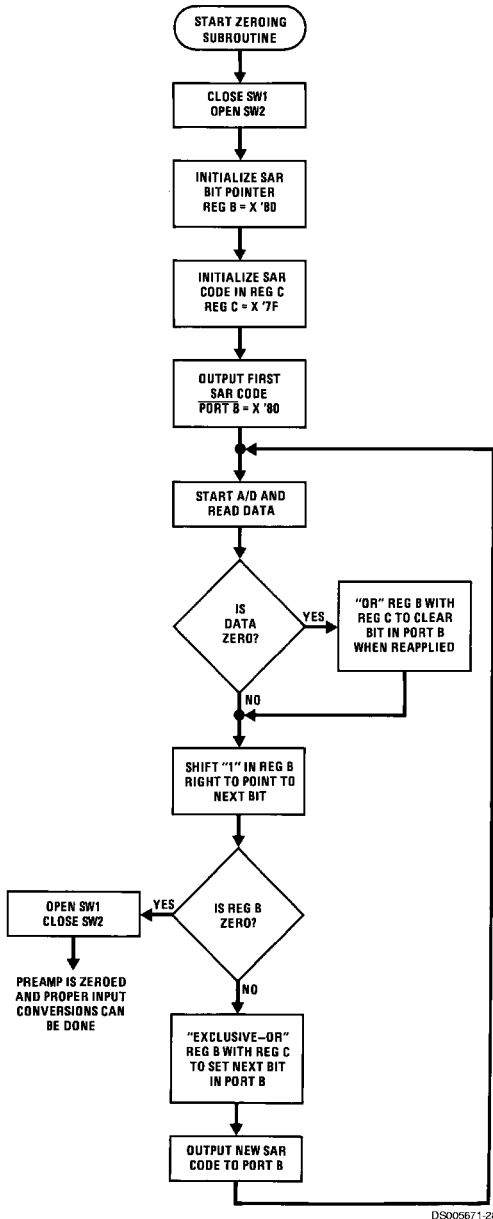 START ZEROING
SUBROUTINE
CLOSE SW1
OPEN SW2
INITIALIZE SAR
BIT POINTER
REG B = X '80
INITIALIZE SAR
CODE IN REG C
REG C = X '7F
OUTPUT FIRST
SAR CODE
PORT B = X '80
START A/D AND
READ DATA
IS
DATA
ZERO?
YES
"OR" REG B WITH
REG C TO CLEAR
BIT IN PORT B
WHEN REAPPLIED
NO
SHIFT "1" IN REG B
RIGHT TO POINT TO
NEXT BIT
IS REG B
ZERO?
YES
OPEN SW1
CLOSE SW2
PREAMP IS ZEROED
AND PROPER INPUT
CONVERSIONS CAN
BE DONE
NO
"EXCLUSIVE–OR"
REG B WITH REG C
TO SET NEXT BIT
IN PORT B
OUTPUT NEW SAR
CODE TO PORT B